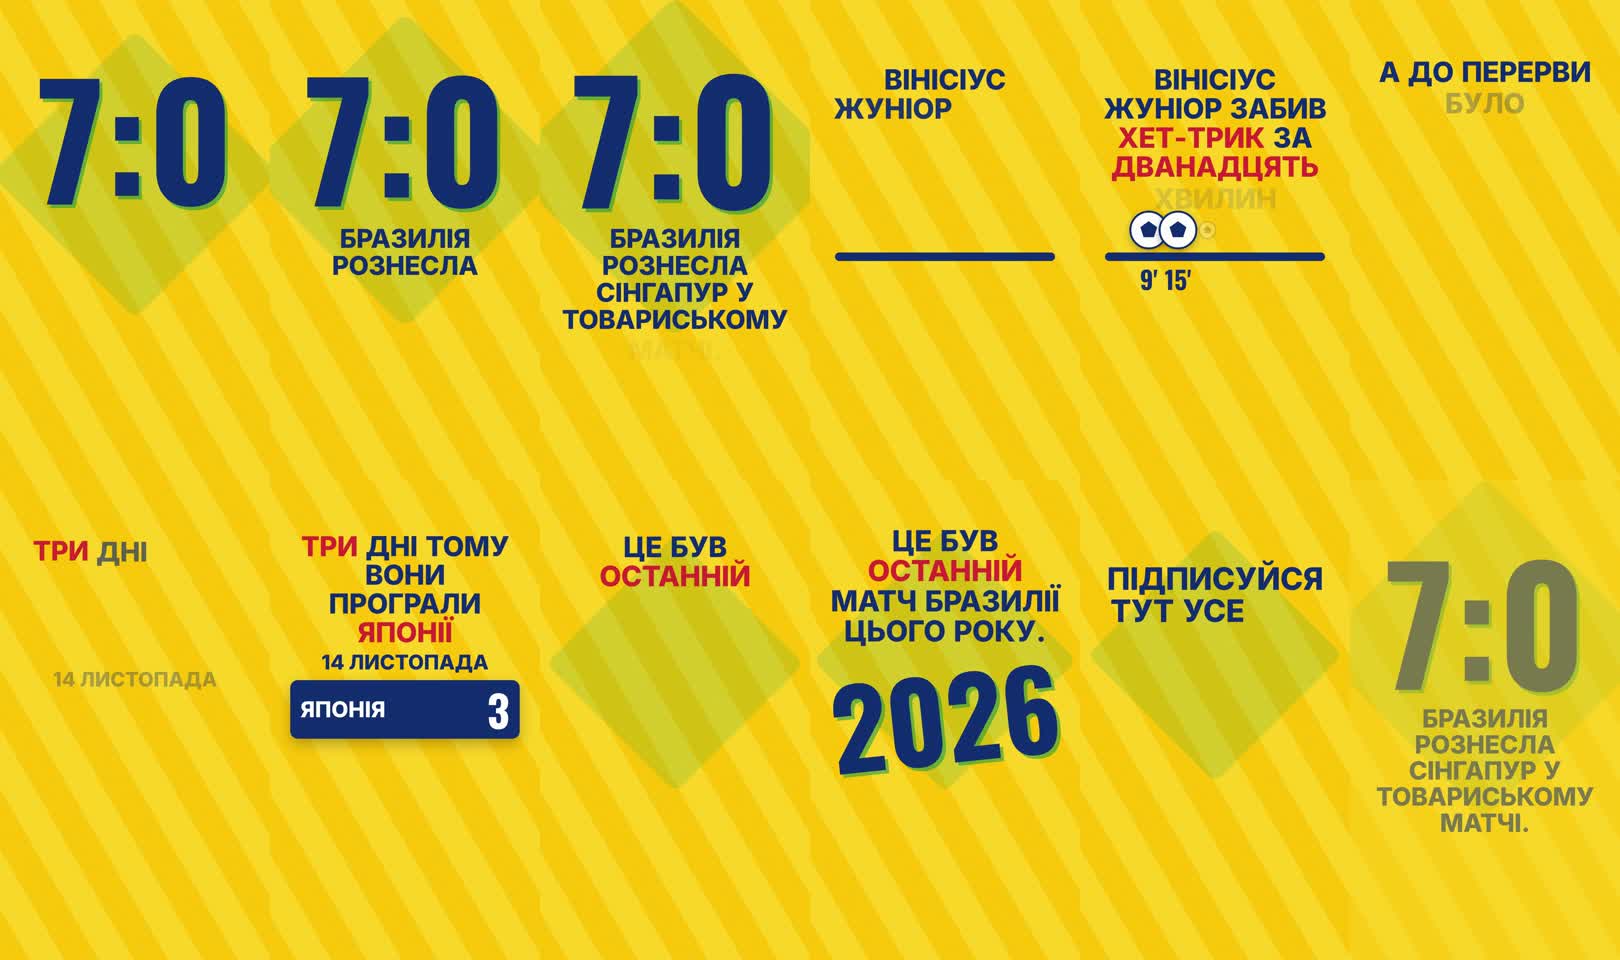 7:0
7:0
БРАЗИЛІЯ
РОЗНЕСЛА
7:0
БРАЗИЛІЯ
РОЗНЕСЛА
СІНГАПУР У
ТОВАРИСЬКОМУ
МАТЧІ.
ВІНІСІУС
ЖУНІОР
ВІНІСІУС
ЖУНІОР ЗАБИВ
ХЕТ-ТРИК ЗА
ДВАНАДЦЯТЬ
ХВИЛИН
9′ 15′
А ДО ПЕРЕРВИ
БУЛО
ТРИ ДНІ
14 ЛИСТОПАДА
ТРИ ДНІ ТОМУ
ВОНИ
ПРОГРАЛИ
ЯПОНІЇ
14 ЛИСТОПАДА
ЯПОНІЯ 3
ЦЕ БУВ
ОСТАННІЙ
ЦЕ БУВ
ОСТАННІЙ
МАТЧ БРАЗИЛІЇ
ЦЬОГО РОКУ.
2026
ПІДПИСУЙСЯ
ТУТ УСЕ
7:0
БРАЗИЛІЯ
РОЗНЕСЛА
СІНГАПУР У
ТОВАРИСЬКОМУ
МАТЧІ.